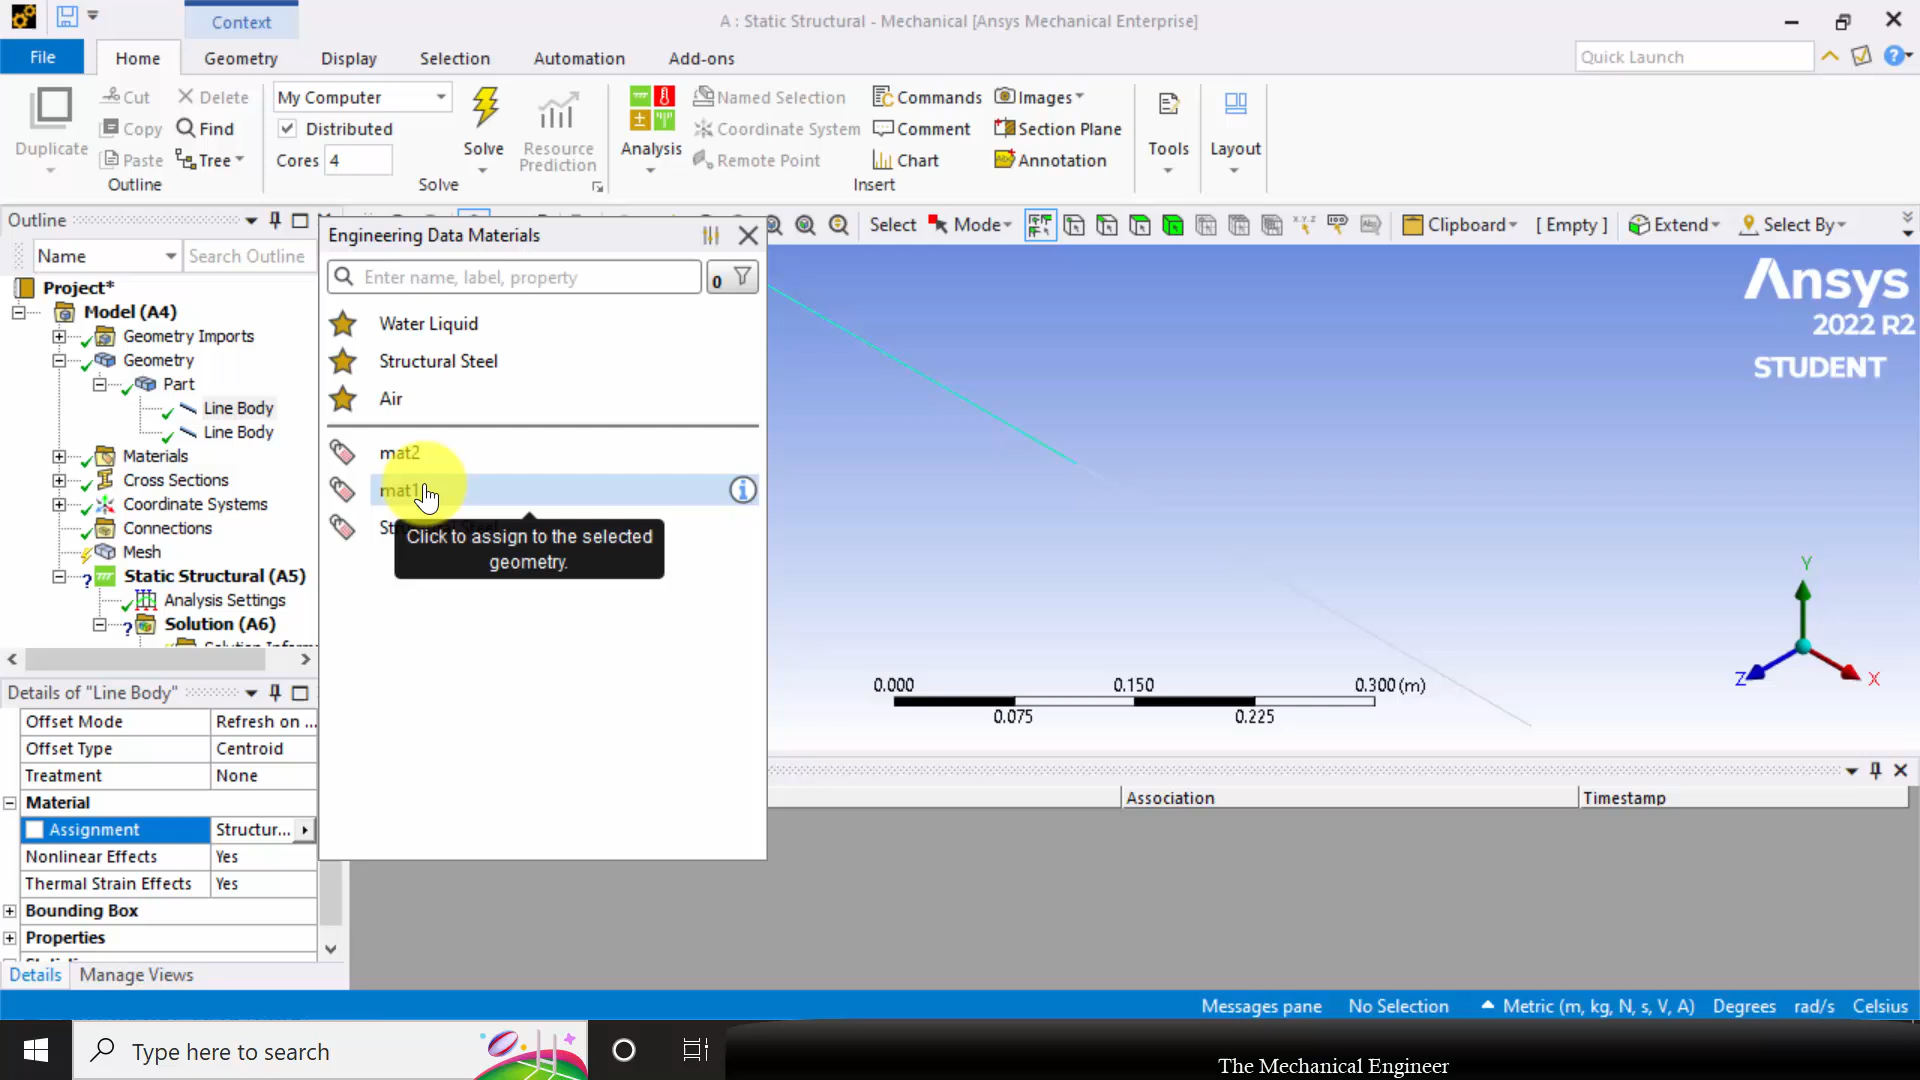 Context
A : Static Structural - Mechanical [Ansys Mechanical Enterprise]
File
Home
Geometry
Display
Selection
Automation
Add-ons
Quick Launch
Duplicate
Cut
Copy
Paste
Delete
Find
Tree
Outline
My Computer
Distributed
Cores 4
Solve
Resource
Prediction
Solve
Analysis
Named Selection
Coordinate System
Remote Point
Commands
Comment
Chart
Images
Section Plane
Annotation
Insert
Tools
Layout
Outline
Name
Search Outline
Select
Mode
Clipboard
[ Empty ]
Extend
Select By
Project*
Model (A4)
Geometry Imports
Geometry
Part
Line Body
Line Body
Materials
Cross Sections
Coordinate Systems
Connections
Mesh
Static Structural (A5)
Analysis Settings
Solution (A6)
Engineering Data Materials
Enter name, label, property
0
Water Liquid
Structural Steel
Air
mat2
mat1
Click to assign to the selected
geometry.
Ansys
2022 R2
STUDENT
0.000
0.150
0.300 (m)
0.075
0.225
Y
Z
X
Details of "Line Body"
Offset Mode
Refresh on ...
Offset Type
Centroid
Treatment
None
Material
Assignment
Structur...
Nonlinear Effects
Yes
Thermal Strain Effects
Yes
Bounding Box
Properties
Details
Manage Views
Association
Timestamp
Messages pane
No Selection
Metric (m, kg, N, s, V, A)
Degrees
rad/s
Celsius
Type here to search
The Mechanical Engineer